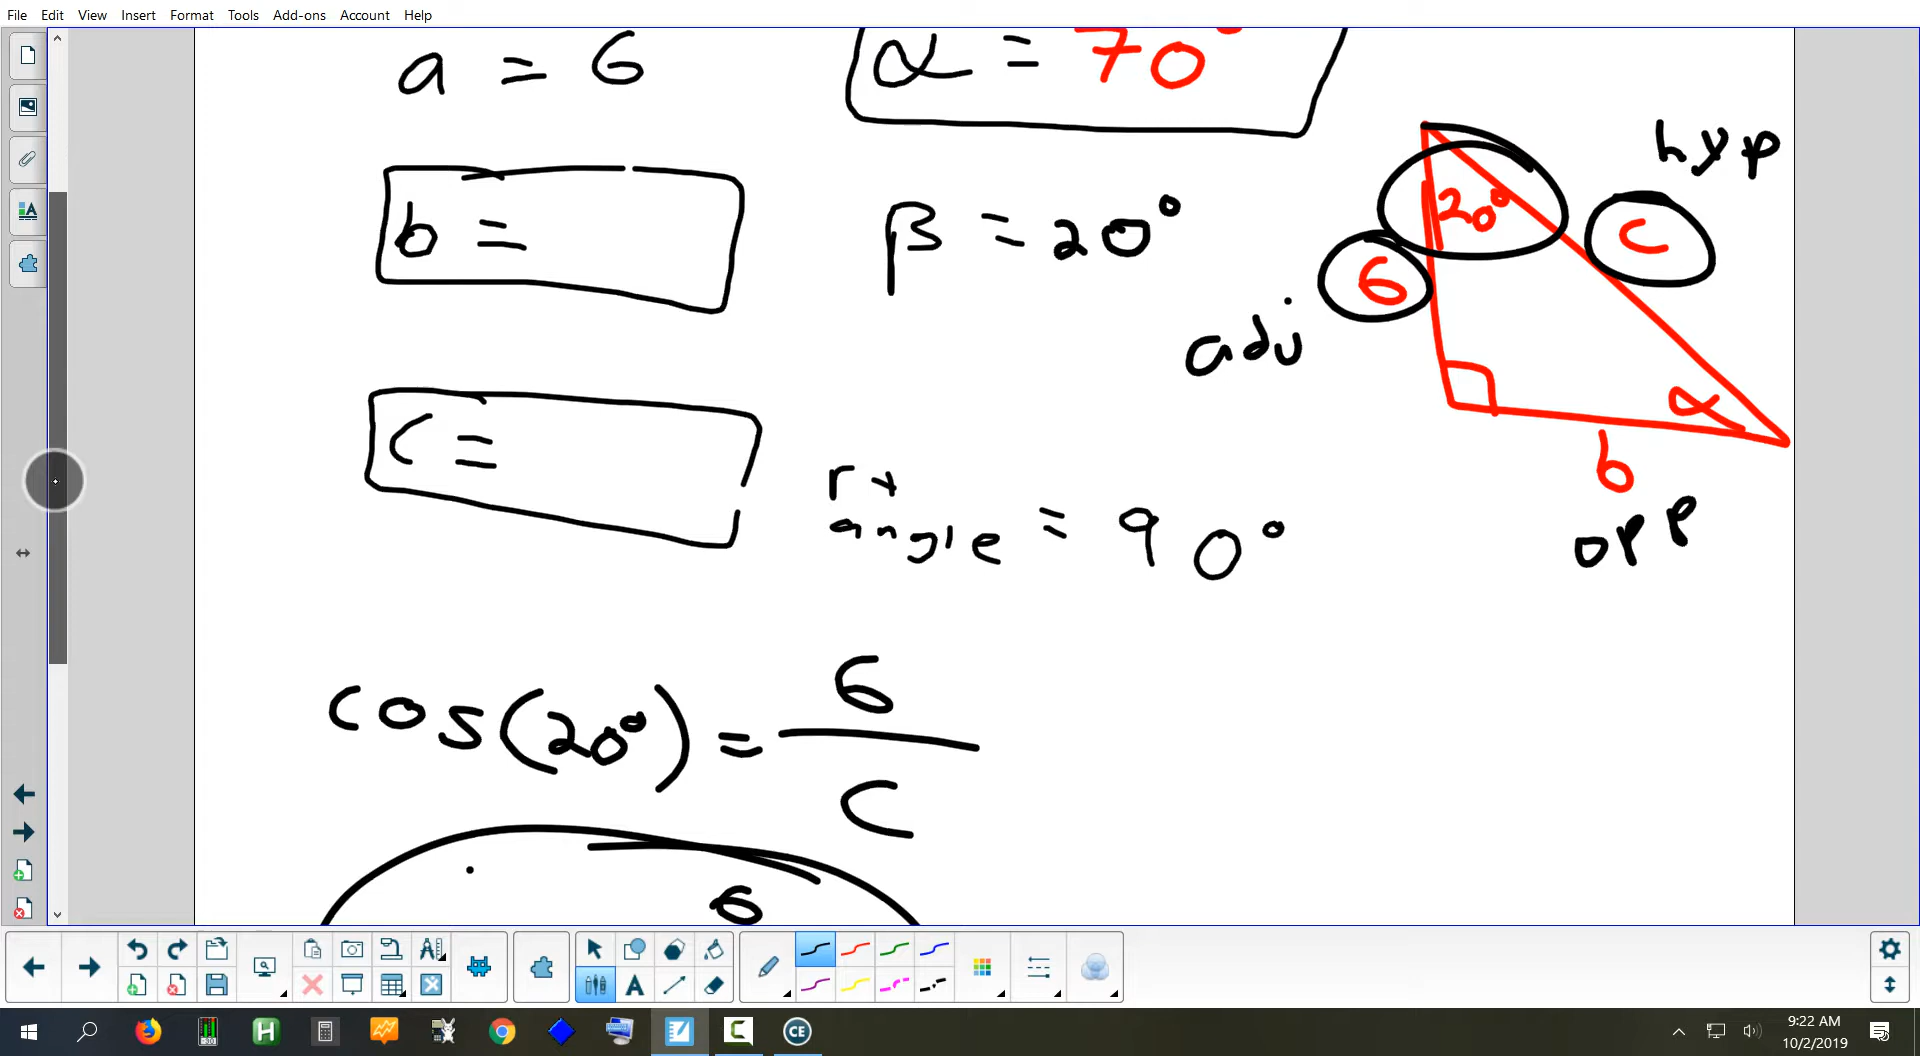 File Edit View Insert Format Tools Add-ons Account Help
a = 6
α = 70°
hyp
b =
β = 20°
20°
c
6
adj
α
c =
b
rt
angle = 90°
opp
cos(20°) = 6
c
6
A
H
CE
9:22 AM
10/2/2019